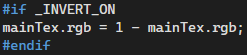 #if _INVERT_ON
mainTex.rgb = 1 - mainTex.rgb;
#endif